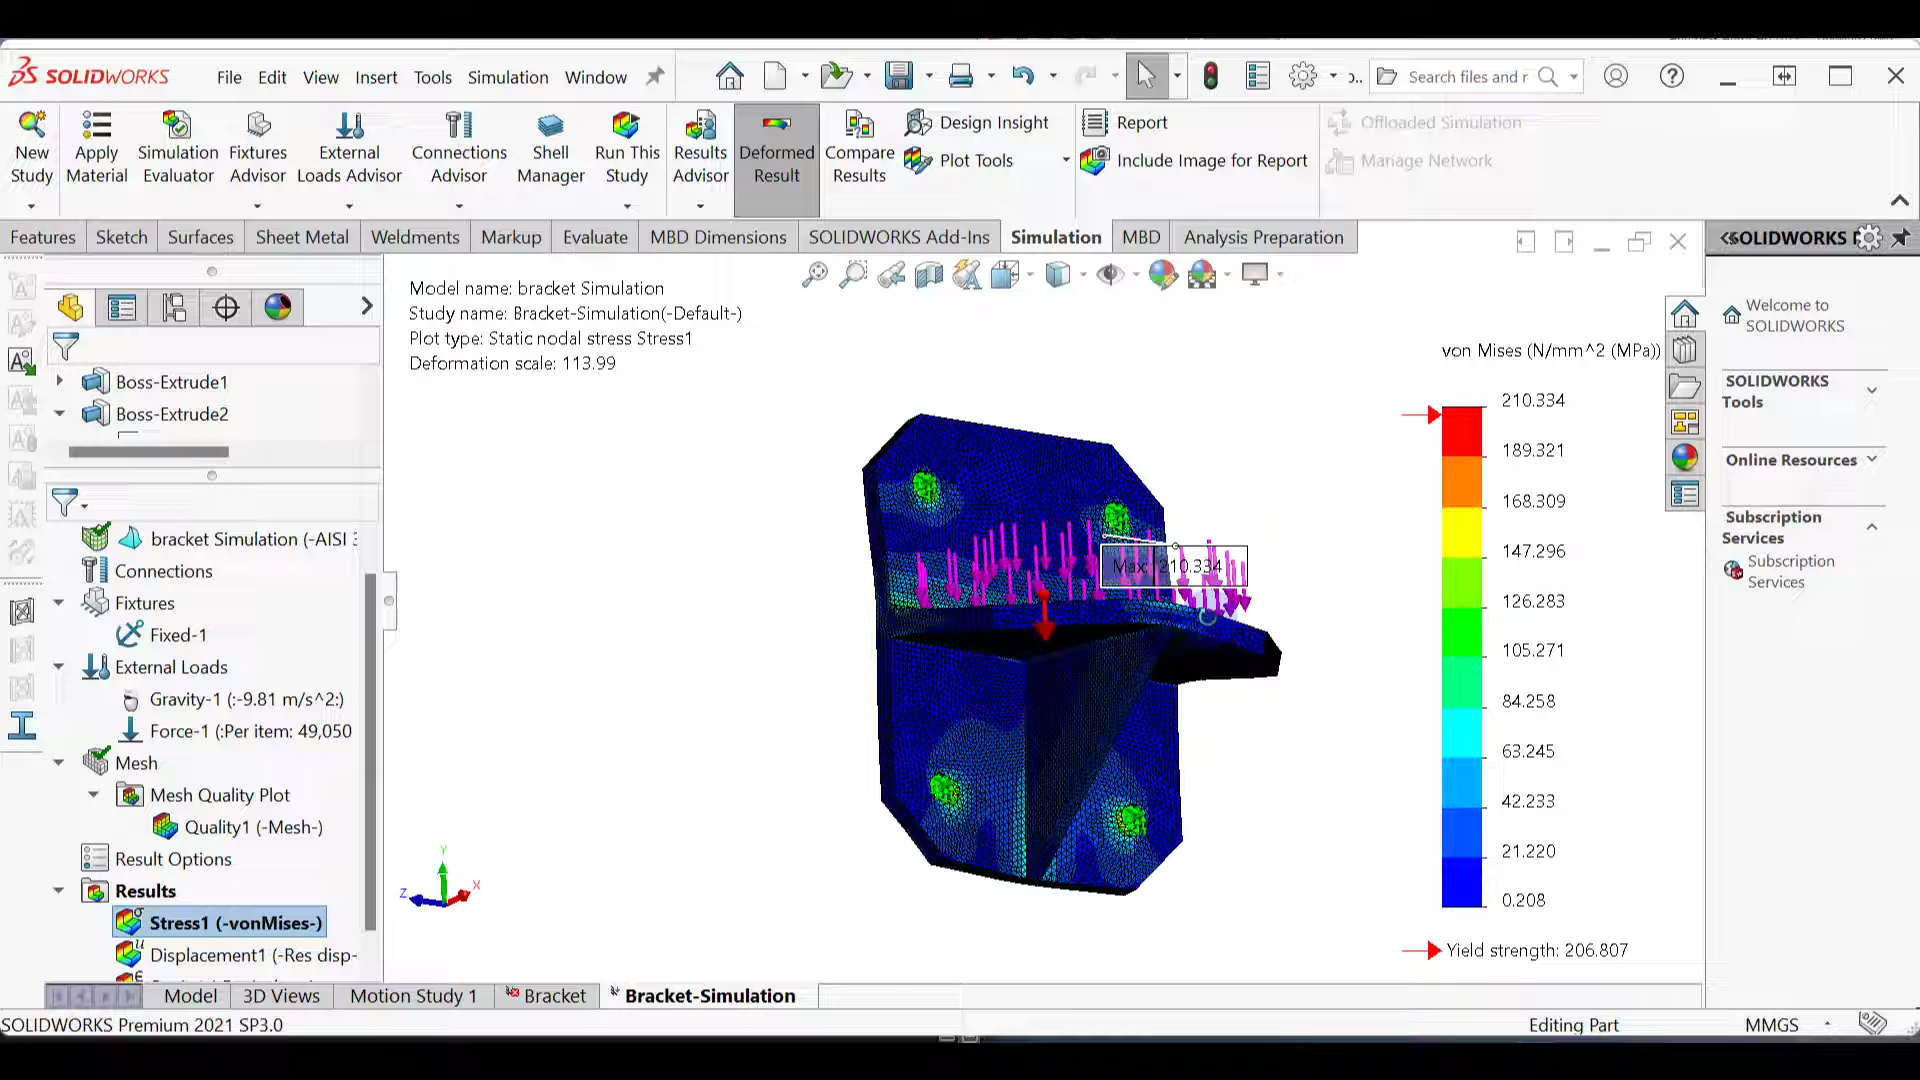 SOLIDWORKS File Edit View Insert Tools Simulation Window
Search files and r
New Study
Apply Material
Simulation Evaluator
Fixtures Advisor
External Loads Advisor
Connections Advisor
Shell Manager
Run This Study
Results Advisor
Deformed Result
Compare Results
Design Insight
Plot Tools
Report
Include Image for Report
Offloaded Simulation
Manage Network
Features Sketch Surfaces Sheet Metal Weldments Markup Evaluate MBD Dimensions SOLIDWORKS Add-Ins Simulation MBD Analysis Preparation
SOLIDWORKS
Boss-Extrude1
Boss-Extrude2
bracket Simulation (-AISI 3
Connections
Fixtures
Fixed-1
External Loads
Gravity-1 (:-9.81 m/s^2:)
Force-1 (:Per item: 49,050
Mesh
Mesh Quality Plot
Quality1 (-Mesh-)
Result Options
Results
Stress1 (-vonMises-)
Displacement1 (-Res disp-
Model name: bracket Simulation
Study name: Bracket-Simulation(-Default-)
Plot type: Static nodal stress Stress1
Deformation scale: 113.99
Max: 210.334
Y
Z
X
von Mises (N/mm^2 (MPa))
210.334
189.321
168.309
147.296
126.283
105.271
84.258
63.245
42.233
21.220
0.208
Yield strength: 206.807
Welcome to
SOLIDWORKS
SOLIDWORKS
Tools
Online Resources
Subscription
Services
Subscription
Services
Model 3D Views Motion Study 1 Bracket Bracket-Simulation
SOLIDWORKS Premium 2021 SP3.0
Editing Part
MMGS